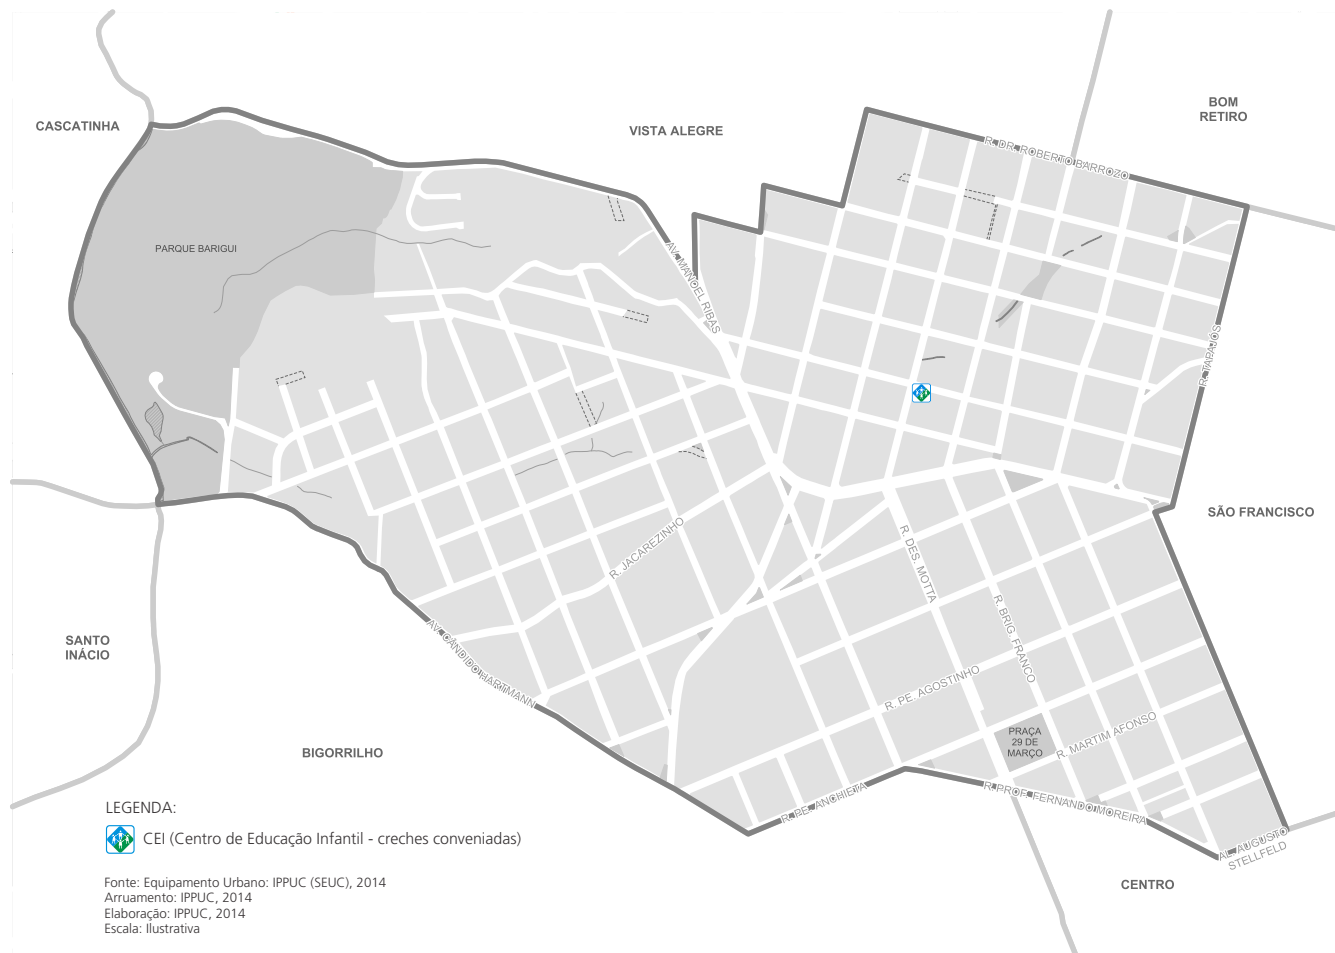 CASCATINHA
VISTA ALEGRE
BOM
RETIRO
R. DR. ROBERTO BARROZO
PARQUE BARIGUI
AV. MANOEL RIBAS
R. TAPAJÓS
SÃO FRANCISCO
R. JACAREZINHO
R. DES. MOTTA
R. BRIG. FRANCO
SANTO
INÁCIO
AV. CÂNDIDO HARTMANN
R. PE. AGOSTINHO
PRAÇA
29 DE
MARÇO
R. MARTIM AFONSO
BIGORRILHO
R. PE. ANCHIETA
R. PROF. FERNANDO MOREIRA
AL. AUGUSTO
STELLFELD
CENTRO
LEGENDA:
CEI (Centro de Educação Infantil - creches conveniadas)
Fonte: Equipamento Urbano: IPPUC (SEUC), 2014
Arruamento: IPPUC, 2014
Elaboração: IPPUC, 2014
Escala: Ilustrativa